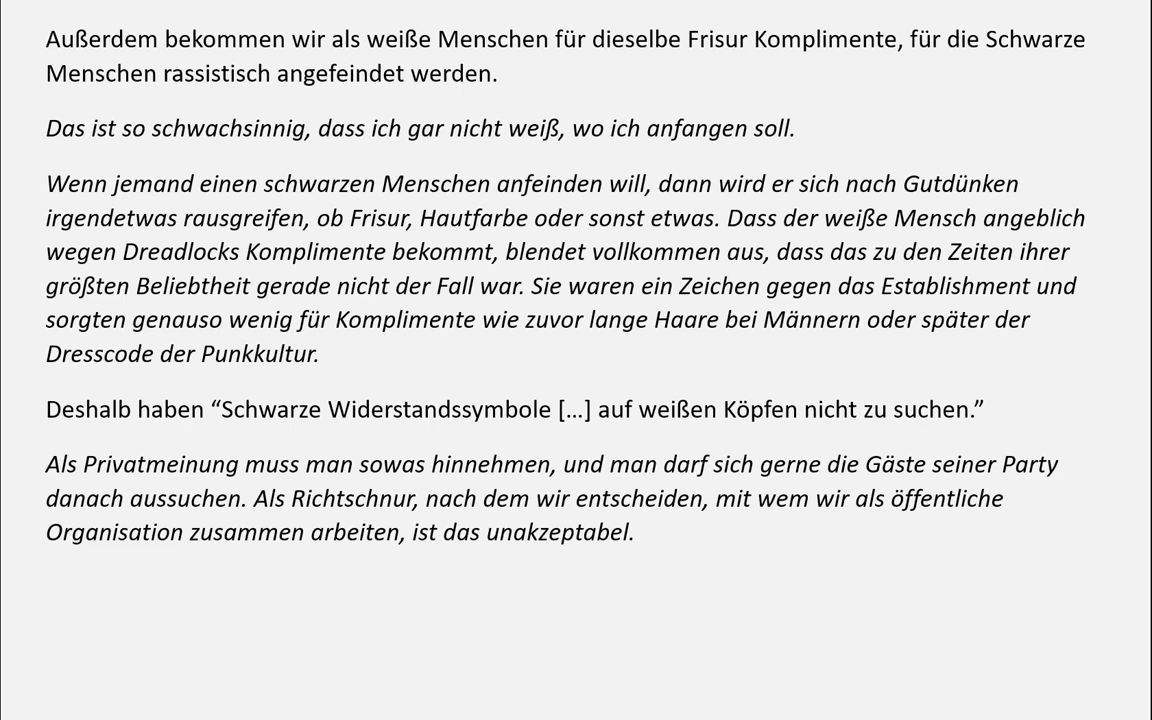 Außerdem bekommen wir als weiße Menschen für dieselbe Frisur Komplimente, für die Schwarze
Menschen rassistisch angefeindet werden.
Das ist so schwachsinnig, dass ich gar nicht weiß, wo ich anfangen soll.
Wenn jemand einen schwarzen Menschen anfeinden will, dann wird er sich nach Gutdünken
irgendetwas rausgreifen, ob Frisur, Hautfarbe oder sonst etwas. Dass der weiße Mensch angeblich
wegen Dreadlocks Komplimente bekommt, blendet vollkommen aus, dass das zu den Zeiten ihrer
größten Beliebtheit gerade nicht der Fall war. Sie waren ein Zeichen gegen das Establishment und
sorgten genauso wenig für Komplimente wie zuvor lange Haare bei Männern oder später der
Dresscode der Punkkultur.
Deshalb haben “Schwarze Widerstandssymbole […] auf weißen Köpfen nicht zu suchen.”
Als Privatmeinung muss man sowas hinnehmen, und man darf sich gerne die Gäste seiner Party
danach aussuchen. Als Richtschnur, nach dem wir entscheiden, mit wem wir als öffentliche
Organisation zusammen arbeiten, ist das unakzeptabel.